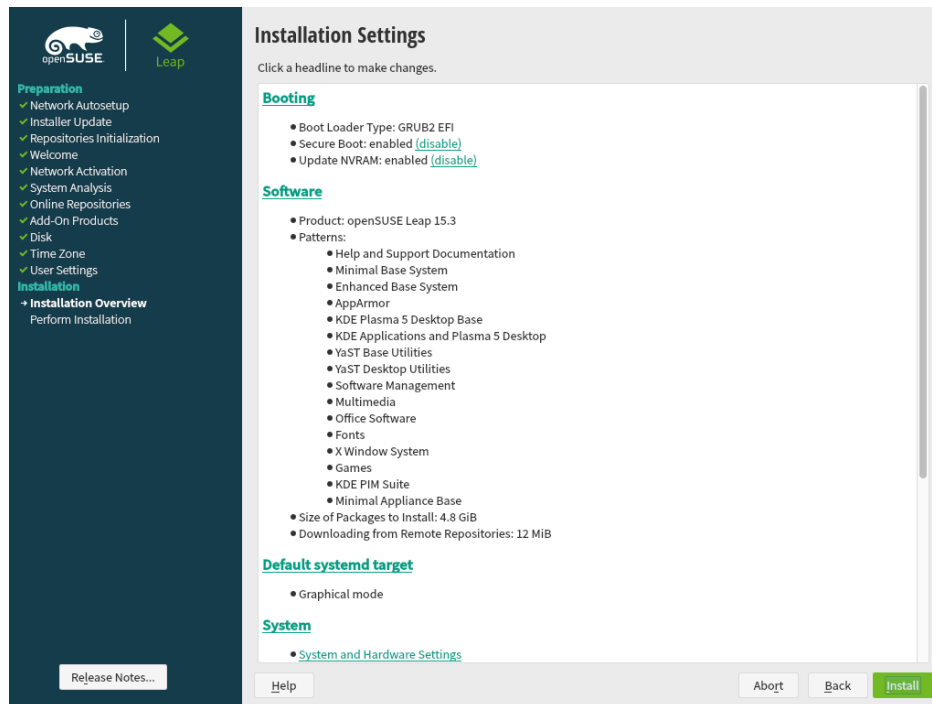 openSUSE
Leap
Preparation
Network Autosetup
Installer Update
Repositories Initialization
Welcome
Network Activation
System Analysis
Online Repositories
Add-On Products
Disk
Time Zone
User Settings
Installation
Installation Overview
Perform Installation
Release Notes...
Installation Settings
Click a headline to make changes.
Booting
Boot Loader Type: GRUB2 EFI
Secure Boot: enabled (disable)
Update NVRAM: enabled (disable)
Software
Product: openSUSE Leap 15.3
Patterns:
Help and Support Documentation
Minimal Base System
Enhanced Base System
AppArmor
KDE Plasma 5 Desktop Base
KDE Applications and Plasma 5 Desktop
YaST Base Utilities
YaST Desktop Utilities
Software Management
Multimedia
Office Software
Fonts
X Window System
Games
KDE PIM Suite
Minimal Appliance Base
Size of Packages to Install: 4.8 GiB
Downloading from Remote Repositories: 12 MiB
Default systemd target
Graphical mode
System
System and Hardware Settings
Help
Abort
Back
Install